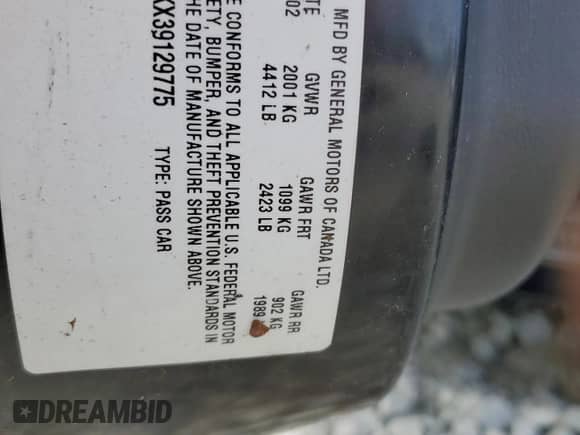 MFD BY GENERAL MOTORS OF CANADA LTD.
TE GVWR GAWR FRT GAWR RR
02 2001 KG 1099 KG 902 KG
4412 LB 2423 LB 1989
E CONFORMS TO ALL APPLICABLE U.S. FEDERAL MOTOR
ETY, BUMPER, AND THEFT PREVENTION STANDARDS IN
HE DATE OF MANUFACTURE SHOWN ABOVE.
X39129775 TYPE: PASS CAR
DREAMBID